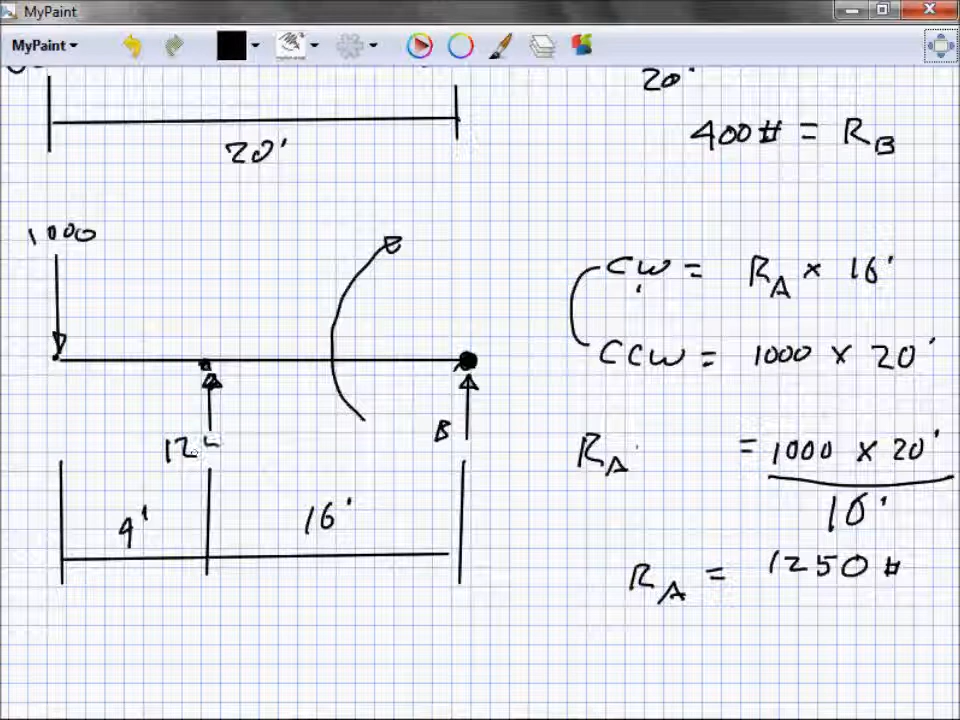 MyPaint
MyPaint
20'
20'
400# = RB
1000
CW = RA × 16'
CCW = 1000 × 20'
B
RA = 1000 × 20'
16'
4' 16'
RA = 1250 #